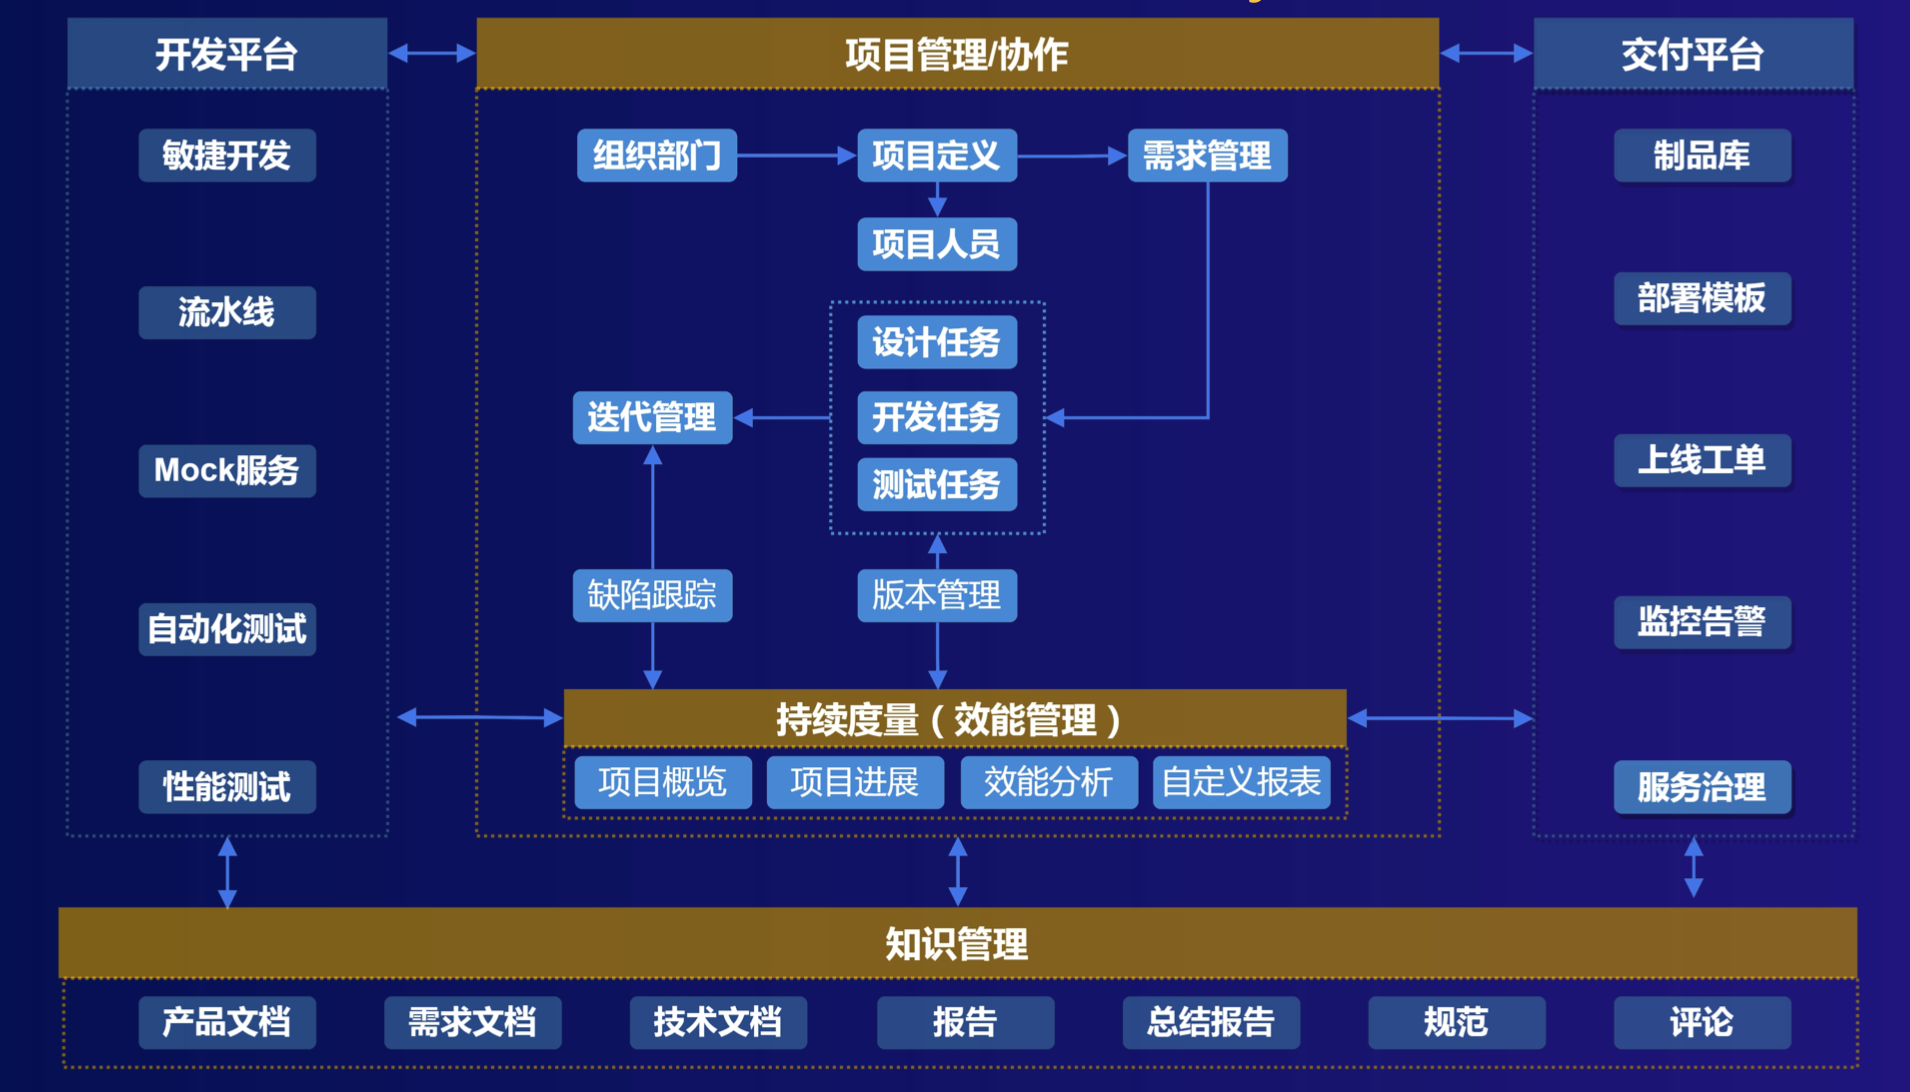 开发平台
项目管理/协作
交付平台
敏捷开发
流水线
Mock服务
自动化测试
性能测试
组织部门
项目定义
需求管理
项目人员
设计任务
开发任务
测试任务
迭代管理
缺陷跟踪
版本管理
持续度量（效能管理）
项目概览
项目进展
效能分析
自定义报表
制品库
部署模板
上线工单
监控告警
服务治理
知识管理
产品文档
需求文档
技术文档
报告
总结报告
规范
评论